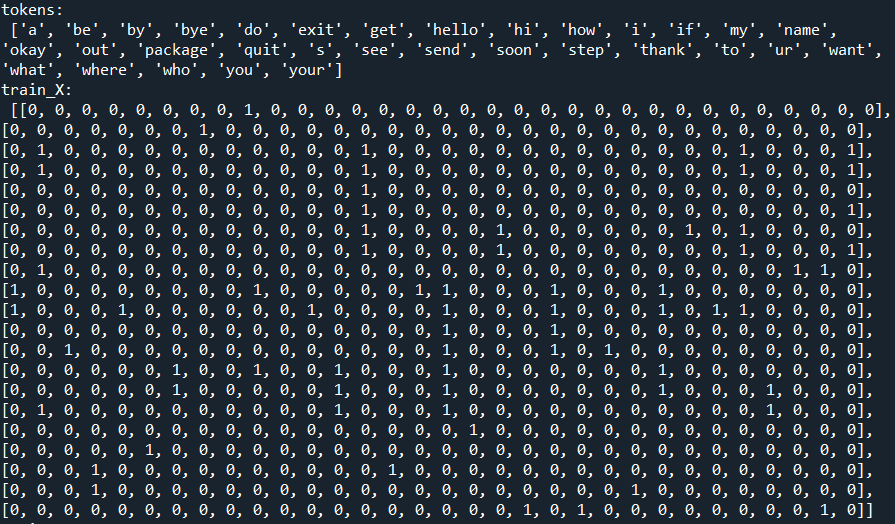 tokens:
['a', 'be', 'by', 'bye', 'do', 'exit', 'get', 'hello', 'hi', 'how', 'i', 'if', 'my', 'name',
'okay', 'out', 'package', 'quit', 's', 'see', 'send', 'soon', 'step', 'thank', 'to', 'ur', 'want',
'what', 'where', 'who', 'you', 'your']
train_X:
[[0, 0, 0, 0, 0, 0, 0, 0, 1, 0, 0, 0, 0, 0, 0, 0, 0, 0, 0, 0, 0, 0, 0, 0, 0, 0, 0, 0, 0, 0, 0, 0],
[0, 0, 0, 0, 0, 0, 0, 1, 0, 0, 0, 0, 0, 0, 0, 0, 0, 0, 0, 0, 0, 0, 0, 0, 0, 0, 0, 0, 0, 0, 0, 0],
[0, 1, 0, 0, 0, 0, 0, 0, 0, 0, 0, 0, 0, 1, 0, 0, 0, 0, 0, 0, 0, 0, 0, 0, 0, 0, 0, 1, 0, 0, 0, 1],
[0, 1, 0, 0, 0, 0, 0, 0, 0, 0, 0, 0, 0, 1, 0, 0, 0, 0, 0, 0, 0, 0, 0, 0, 0, 0, 0, 1, 0, 0, 0, 1],
[0, 0, 0, 0, 0, 0, 0, 0, 0, 0, 0, 0, 0, 1, 0, 0, 0, 0, 0, 0, 0, 0, 0, 0, 0, 0, 0, 0, 0, 0, 0, 0],
[0, 0, 0, 0, 0, 0, 0, 0, 0, 0, 0, 0, 0, 1, 0, 0, 0, 0, 0, 0, 0, 0, 0, 0, 0, 0, 0, 0, 0, 0, 0, 1],
[0, 0, 0, 0, 0, 0, 0, 0, 0, 0, 0, 0, 0, 1, 0, 0, 0, 0, 1, 0, 0, 0, 0, 0, 0, 1, 0, 1, 0, 0, 0, 0],
[0, 0, 0, 0, 0, 0, 0, 0, 0, 0, 0, 0, 0, 1, 0, 0, 0, 0, 1, 0, 0, 0, 0, 0, 0, 0, 0, 1, 0, 0, 0, 1],
[0, 1, 0, 0, 0, 0, 0, 0, 0, 0, 0, 0, 0, 0, 0, 0, 0, 0, 0, 0, 0, 0, 0, 0, 0, 0, 0, 0, 0, 1, 1, 0],
[1, 0, 0, 0, 0, 0, 0, 0, 0, 1, 0, 0, 0, 0, 0, 1, 1, 0, 0, 0, 1, 0, 0, 0, 1, 0, 0, 0, 0, 0, 0, 0],
[1, 0, 0, 0, 1, 0, 0, 0, 0, 0, 0, 1, 0, 0, 0, 0, 1, 0, 0, 0, 1, 0, 0, 0, 1, 0, 1, 1, 0, 0, 0, 0],
[0, 0, 0, 0, 0, 0, 0, 0, 0, 0, 0, 0, 0, 0, 0, 0, 1, 0, 0, 0, 1, 0, 0, 0, 0, 0, 0, 0, 0, 0, 0, 0],
[0, 0, 1, 0, 0, 0, 0, 0, 0, 0, 0, 0, 0, 0, 0, 0, 1, 0, 0, 0, 1, 0, 1, 0, 0, 0, 0, 0, 0, 0, 0, 0],
[0, 0, 0, 0, 0, 0, 1, 0, 0, 1, 0, 0, 1, 0, 0, 0, 1, 0, 0, 0, 0, 0, 0, 0, 1, 0, 0, 0, 0, 0, 0, 0],
[0, 0, 0, 0, 0, 0, 1, 0, 0, 0, 0, 0, 1, 0, 0, 0, 1, 0, 0, 0, 0, 0, 0, 0, 1, 0, 0, 0, 1, 0, 0, 0],
[0, 1, 0, 0, 0, 0, 0, 0, 0, 0, 0, 0, 1, 0, 0, 0, 1, 0, 0, 0, 0, 0, 0, 0, 0, 0, 0, 0, 1, 0, 0, 0],
[0, 0, 0, 0, 0, 0, 0, 0, 0, 0, 0, 0, 0, 0, 0, 0, 0, 1, 0, 0, 0, 0, 0, 0, 0, 0, 0, 0, 0, 0, 0, 0],
[0, 0, 0, 0, 0, 1, 0, 0, 0, 0, 0, 0, 0, 0, 0, 0, 0, 0, 0, 0, 0, 0, 0, 0, 0, 0, 0, 0, 0, 0, 0, 0],
[0, 0, 0, 1, 0, 0, 0, 0, 0, 0, 0, 0, 0, 0, 1, 0, 0, 0, 0, 0, 0, 0, 0, 0, 0, 0, 0, 0, 0, 0, 0, 0],
[0, 0, 0, 1, 0, 0, 0, 0, 0, 0, 0, 0, 0, 0, 0, 0, 0, 0, 0, 0, 0, 0, 0, 1, 0, 0, 0, 0, 0, 0, 0, 0],
[0, 0, 0, 0, 0, 0, 0, 0, 0, 0, 0, 0, 0, 0, 0, 0, 0, 0, 0, 1, 0, 1, 0, 0, 0, 0, 0, 0, 0, 0, 1, 0]]